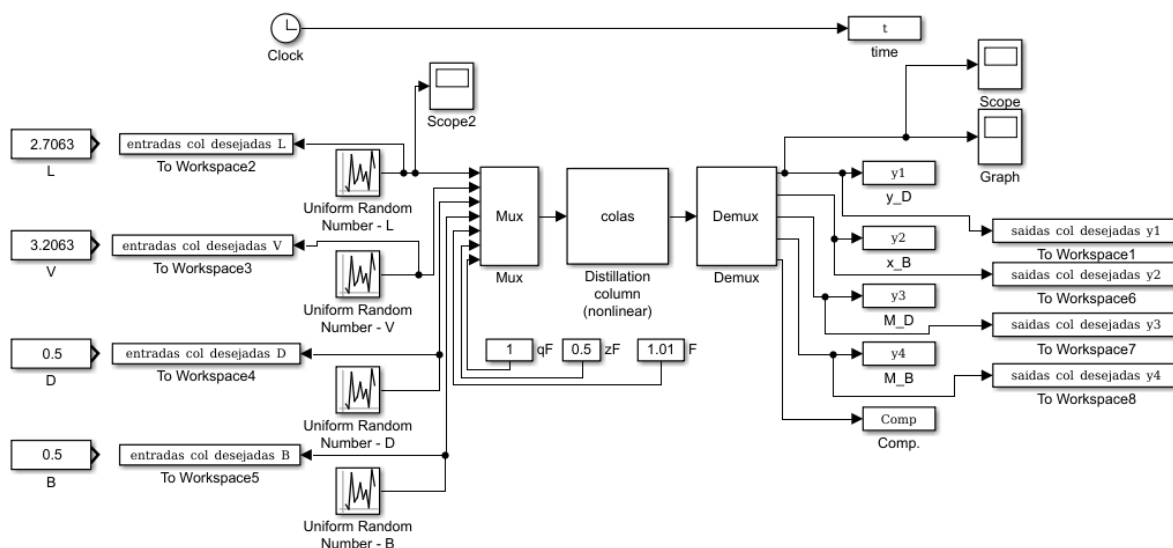 Clock
t
time
Scope2
Scope
Graph
2.7063
L
entradas col desejadas L
To Workspace2
Uniform Random
Number - L
3.2063
V
entradas col desejadas V
To Workspace3
Uniform Random
Number - V
0.5
D
entradas col desejadas D
To Workspace4
Uniform Random
Number - D
0.5
B
entradas col desejadas B
To Workspace5
Uniform Random
Number - B
Mux
Mux
colas
Distillation
column
(nonlinear)
1
qF
0.5
zF
1.01
F
Demux
Demux
y1
y_D
y2
x_B
y3
M_D
y4
M_B
Comp
Comp.
saidas col desejadas y1
To Workspace1
saidas col desejadas y2
To Workspace6
saidas col desejadas y3
To Workspace7
saidas col desejadas y4
To Workspace8